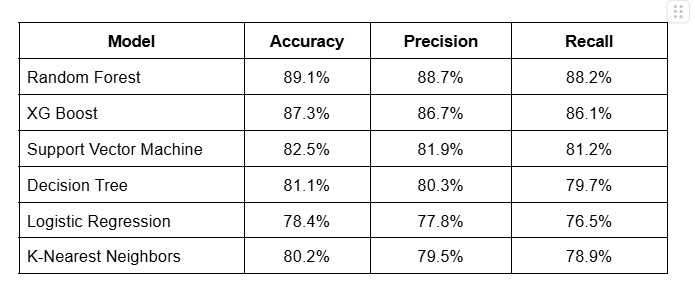 Model Accuracy Precision Recall
Random Forest 89.1% 88.7% 88.2%
XG Boost 87.3% 86.7% 86.1%
Support Vector Machine 82.5% 81.9% 81.2%
Decision Tree 81.1% 80.3% 79.7%
Logistic Regression 78.4% 77.8% 76.5%
K-Nearest Neighbors 80.2% 79.5% 78.9%